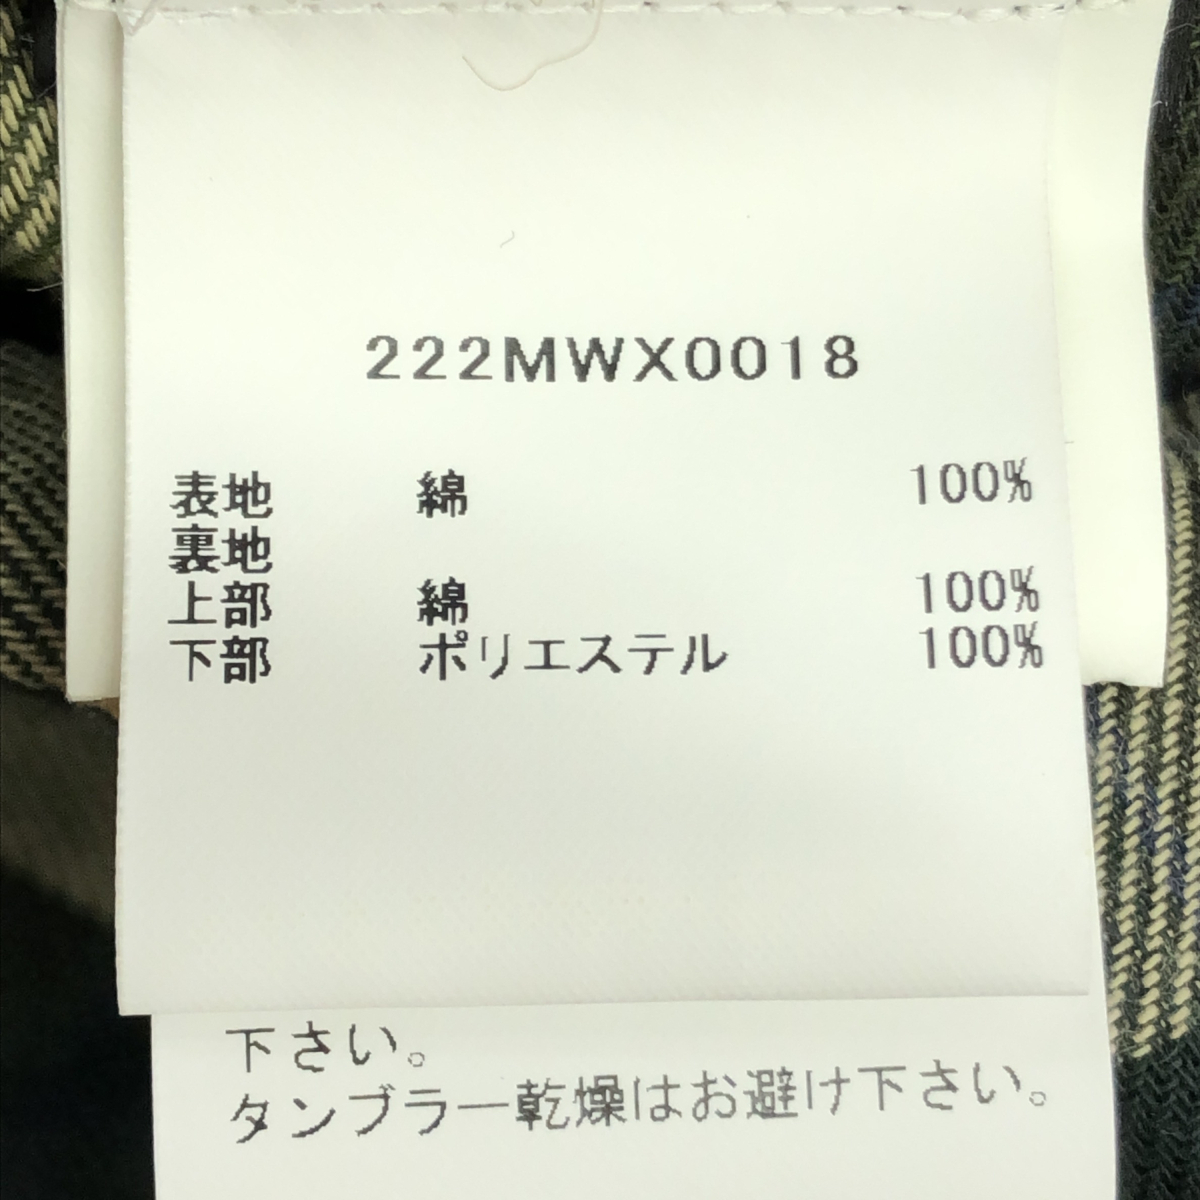 222MWX0018
表地 綿 100%
裏地
上部 綿 100%
下部 ポリエステル 100%
下さい。
タンブラー乾燥はお避け下さい。